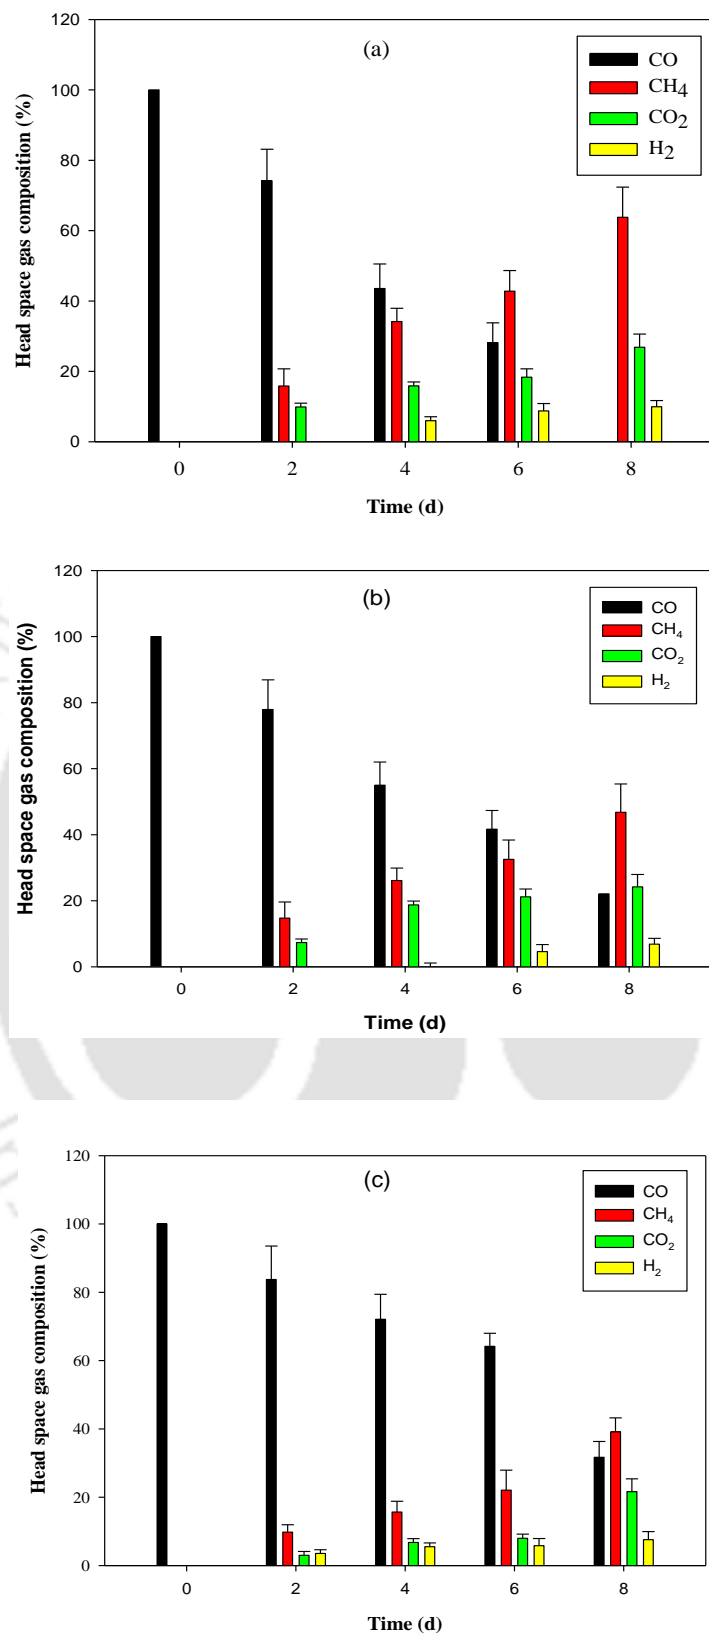 120
(a)
CO
100
CH4
CO2
80
H2
60
40
20
0
0 2 4 6 8
Head space gas composition (%)
Time (d)
120
(b)
CO
100
CH4
CO2
80
H2
60
40
20
0
0 2 4 6 8
Head space gas composition (%)
Time (d)
120
(c)
CO
100
CH4
CO2
80
H2
60
40
20
0
0 2 4 6 8
Head space gas composition (%)
Time (d)